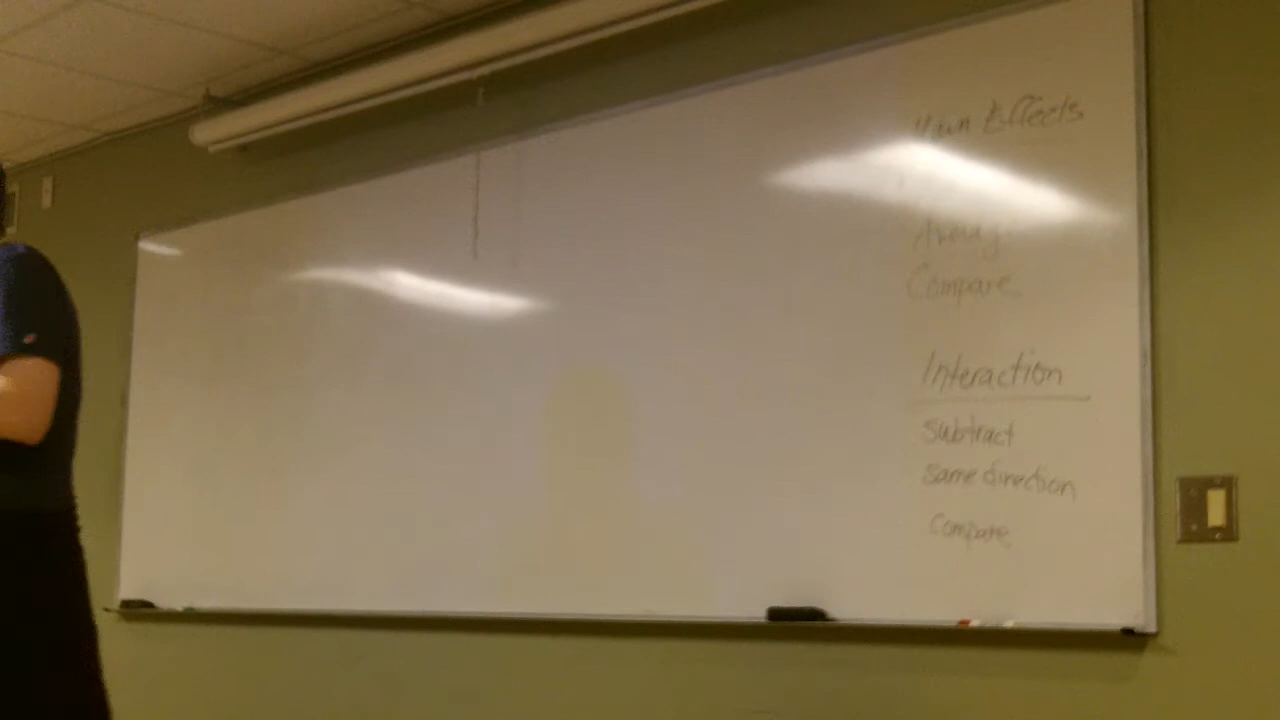 Main Effects
Compare
Interaction
subtract
same direction
Compare